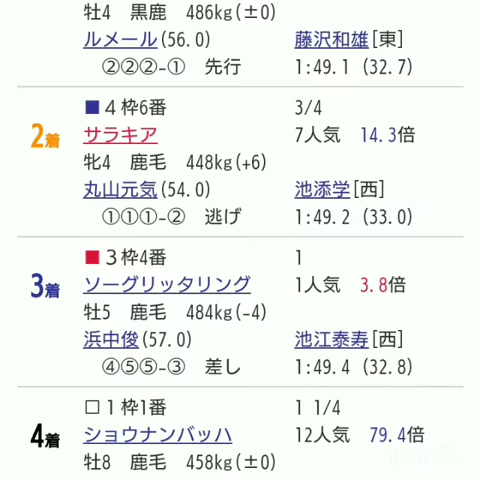 牡4 黒鹿 486kg(±0)
ルメール(56.0) 藤沢和雄[東]
②②②-① 先行 1:49.1 (32.7)
■4枠6番 3/4
2着 サラキア 7人気 14.3倍
牝4 鹿毛 448kg(+6)
丸山元気(54.0) 池添学[西]
①①①-② 逃げ 1:49.2 (33.0)
■3枠4番 1
3着 ソーグリッタリング 1人気 3.8倍
牡5 鹿毛 484kg(-4)
浜中俊(57.0) 池江泰寿[西]
④⑤⑤-③ 差し 1:49.4 (32.8)
□1枠1番 1 1/4
4着 ショウナンバッハ 12人気 79.4倍
牡8 鹿毛 458kg(±0)